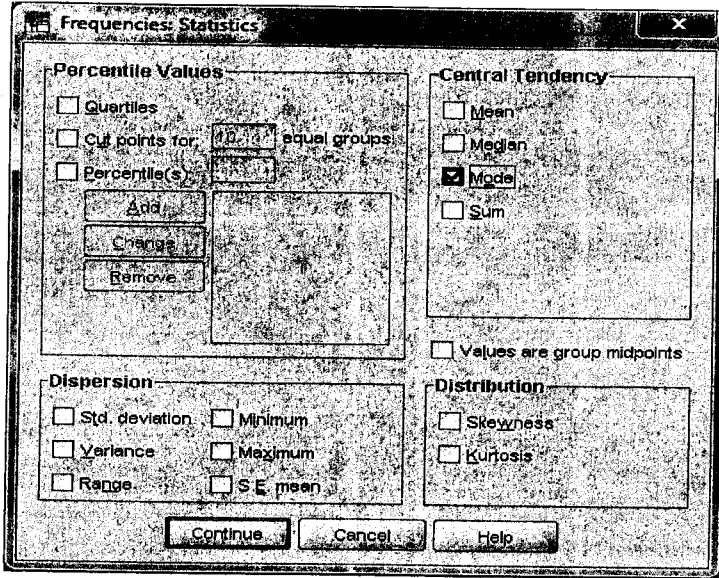 Frequencies: Statistics
Percentile Values
Quartiles
Cut points for: 10 equal groups
Percentile(s):
Add
Change
Remove
Central Tendency
Mean
Median
Mode
Sum
Values are group midpoints
Dispersion
Std. deviation
Variance
Range
Minimum
Maximum
S.E. mean
Distribution
Skewness
Kurtosis
Continue
Cancel
Help